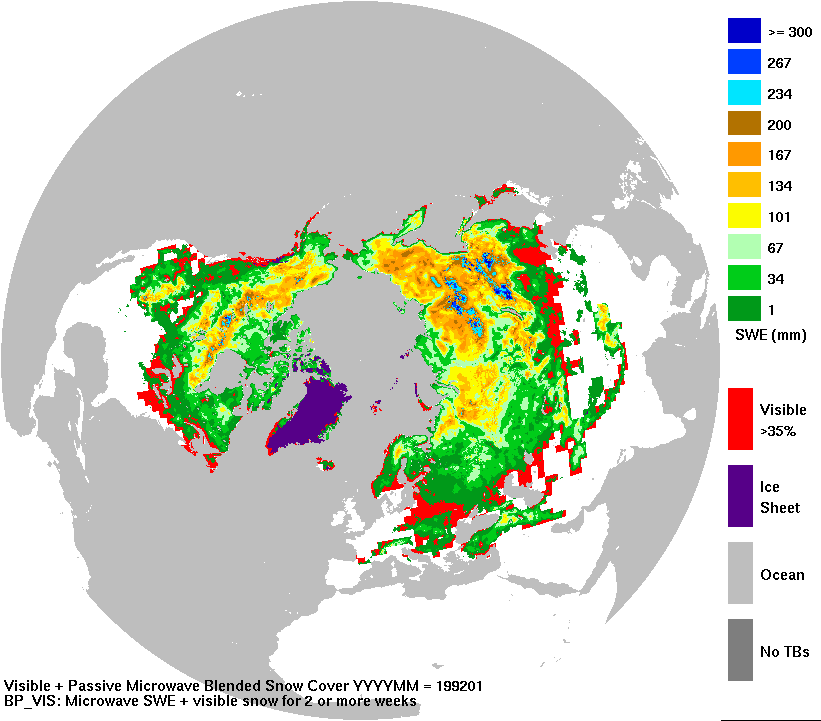 >= 300
267
234
200
167
134
101
67
34
1
SWE (mm)
Visible
>35%
Ice
Sheet
Ocean
No TBs
Visible + Passive Microwave Blended Snow Cover YYYYMM = 199201
BP_VIS: Microwave SWE + visible snow for 2 or more weeks